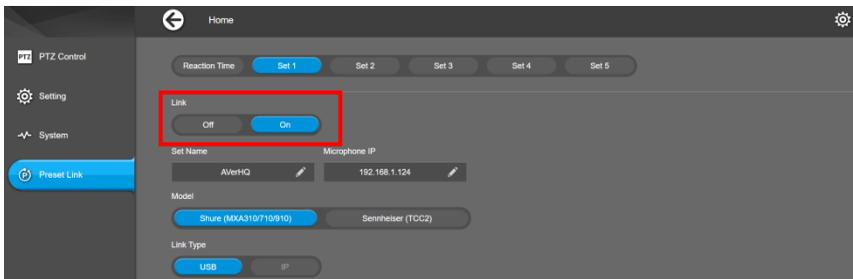 Home
PTZ PTZ Control
Setting
System
Preset Link
Reaction Time Set 1 Set 2 Set 3 Set 4 Set 5
Link
Off On
Set Name Microphone IP
AVerHQ 192.168.1.124
Model
Shure (MXA310/710/910) Sennheiser (TCC2)
Link Type
USB IP